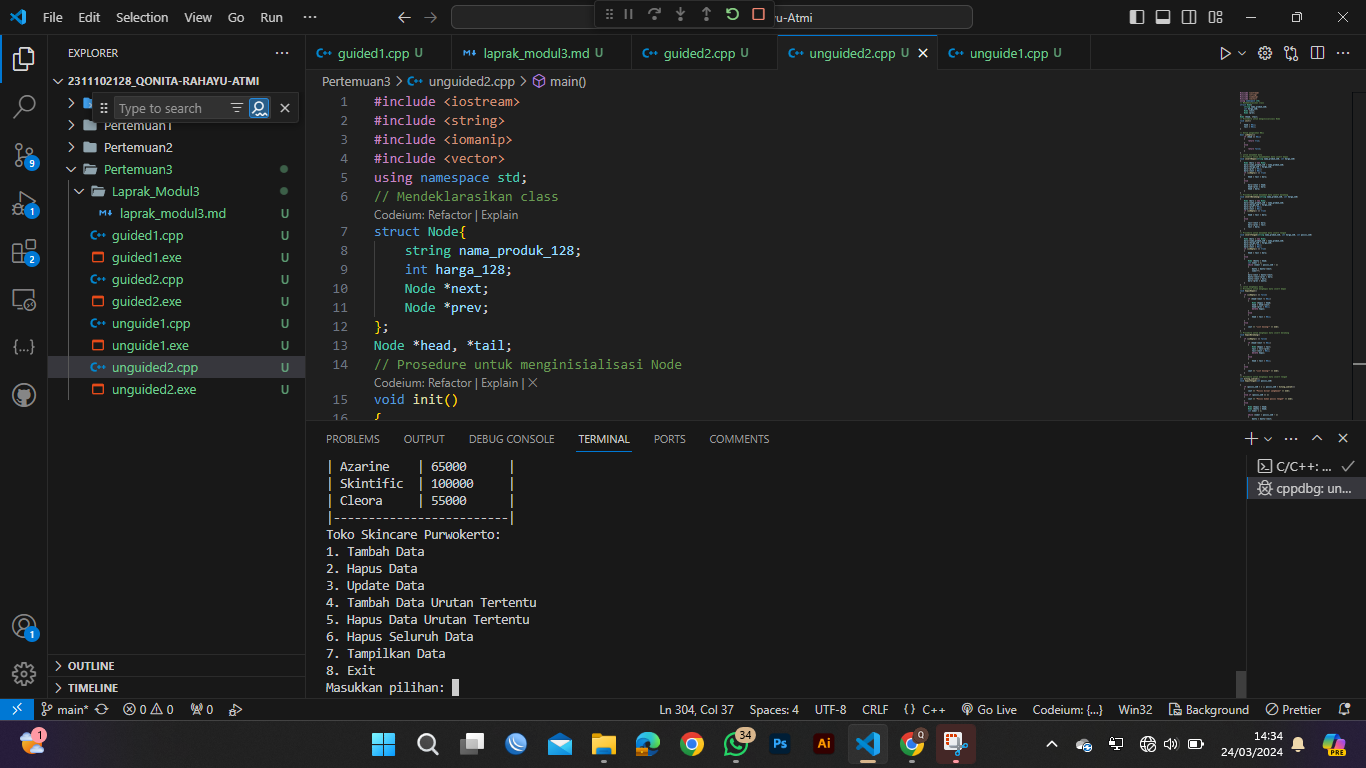 File Edit Selection View Go Run ··· yu-Atmi
EXPLORER ···
2311102128_QONITA-RAHAYU-ATMI
Type to search
Pertemuan1
Pertemuan2
Pertemuan3
Laprak_Modul3
laprak_modul3.md U
guided1.cpp U
guided1.exe U
guided2.cpp U
guided2.exe U
unguide1.cpp U
unguide1.exe U
unguided2.cpp U
unguided2.exe U
OUTLINE
TIMELINE
guided1.cpp U laprak_modul3.md U guided2.cpp U unguided2.cpp U unguide1.cpp U
Pertemuan3 > unguided2.cpp > main()
1 #include <iostream>
2 #include <string>
3 #include <iomanip>
4 #include <vector>
5 using namespace std;
6 // Mendeklarasikan class
Codeium: Refactor | Explain
7 struct Node{
8 string nama_produk_128;
9 int harga_128;
10 Node *next;
11 Node *prev;
12 };
13 Node *head, *tail;
14 // Prosedure untuk menginisialisasi Node
Codeium: Refactor | Explain | X
15 void init()
16 {
PROBLEMS OUTPUT DEBUG CONSOLE TERMINAL PORTS COMMENTS
| Azarine | 65000 |
| Skintific | 100000 |
| Cleora | 55000 |
|-------------------------|
Toko Skincare Purwokerto:
1. Tambah Data
2. Hapus Data
3. Update Data
4. Tambah Data Urutan Tertentu
5. Hapus Data Urutan Tertentu
6. Hapus Seluruh Data
7. Tampilkan Data
8. Exit
Masukkan pilihan:
C/C++: ...
cppdbg: un...
9
1
2
1
main* 0 0 0 Ln 304, Col 37 Spaces: 4 UTF-8 CRLF {} C++ Go Live Codeium: {...} Win32 Background Prettier
1 34 Ps Ai Q 14:34 PRE
24/03/2024